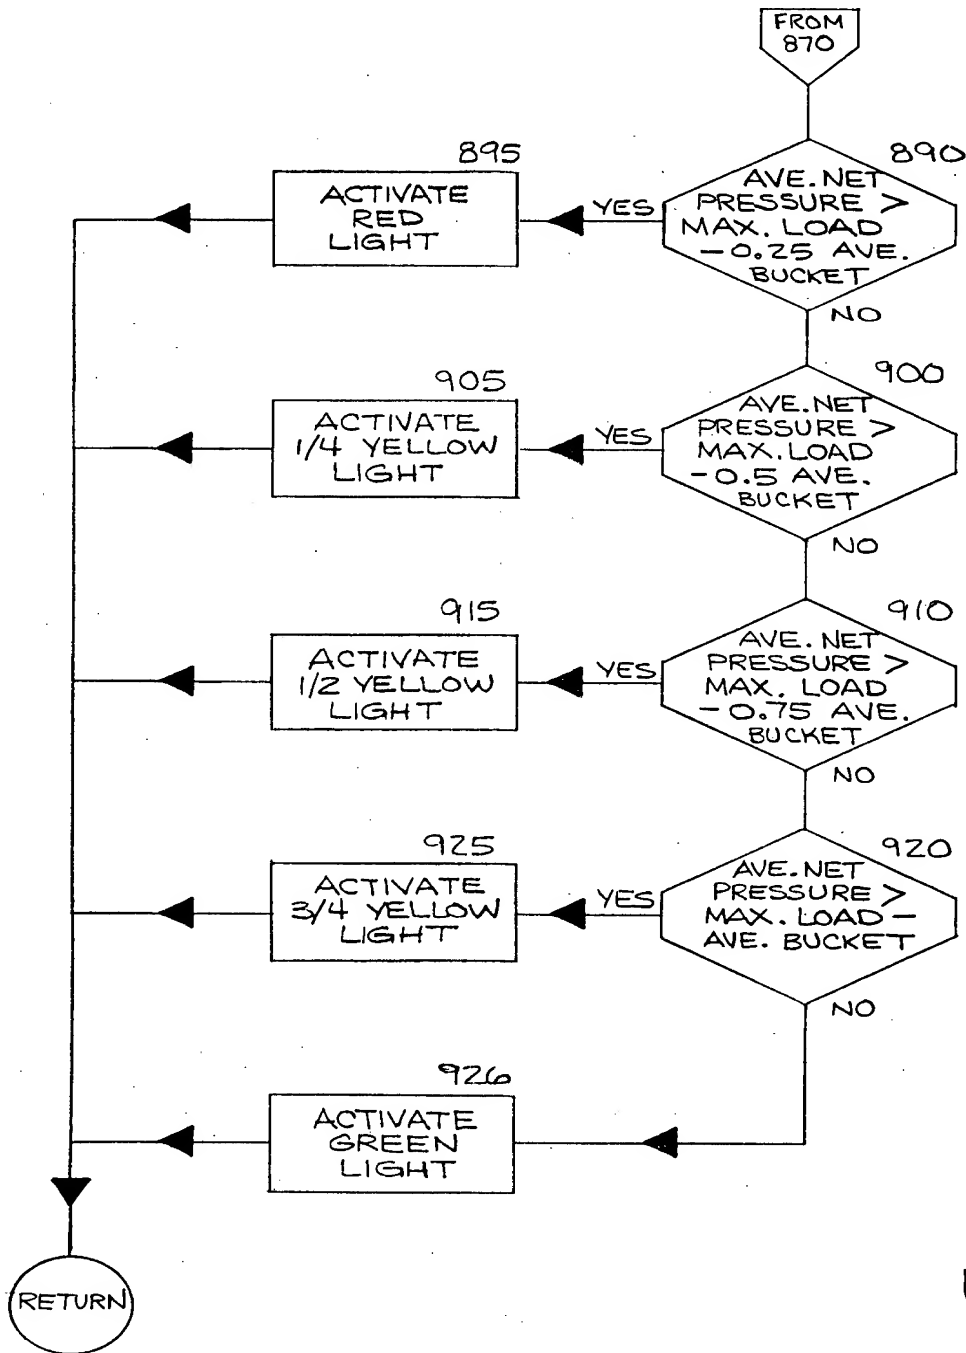 FROM
870
890
AVE. NET
PRESSURE >
MAX. LOAD
-0.25 AVE.
BUCKET
YES
895
ACTIVATE
RED
LIGHT
NO
900
AVE. NET
PRESSURE >
MAX. LOAD
-0.5 AVE.
BUCKET
YES
905
ACTIVATE
1/4 YELLOW
LIGHT
NO
910
AVE. NET
PRESSURE >
MAX. LOAD
-0.75 AVE.
BUCKET
YES
915
ACTIVATE
1/2 YELLOW
LIGHT
NO
920
AVE. NET
PRESSURE >
MAX. LOAD -
AVE. BUCKET
YES
925
ACTIVATE
3/4 YELLOW
LIGHT
NO
926
ACTIVATE
GREEN
LIGHT
RETURN